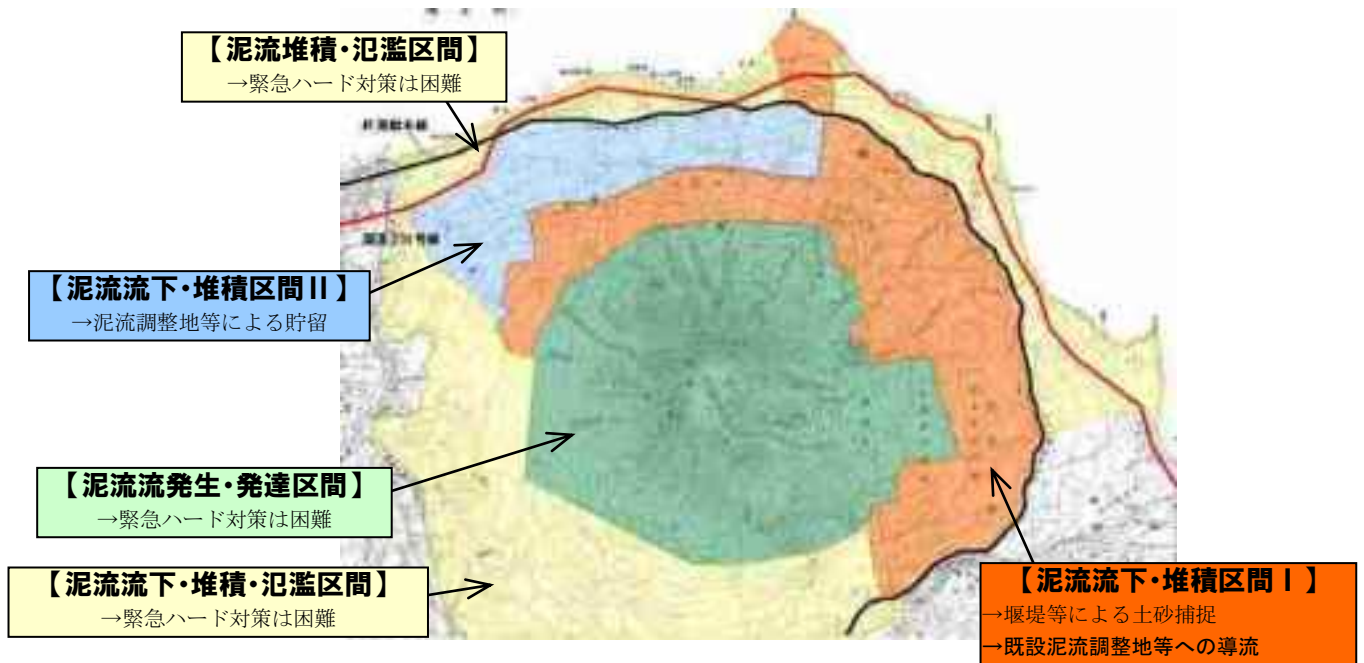 【泥流堆積・氾濫区間】
→緊急ハード対策は困難
【泥流流下・堆積区間Ⅱ】
→泥流調整地等による貯留
【泥流流発生・発達区間】
→緊急ハード対策は困難
【泥流流下・堆積・氾濫区間】
→緊急ハード対策は困難
【泥流流下・堆積区間Ⅰ】
→堰堤等による土砂捕捉
→既設泥流調整地等への導流